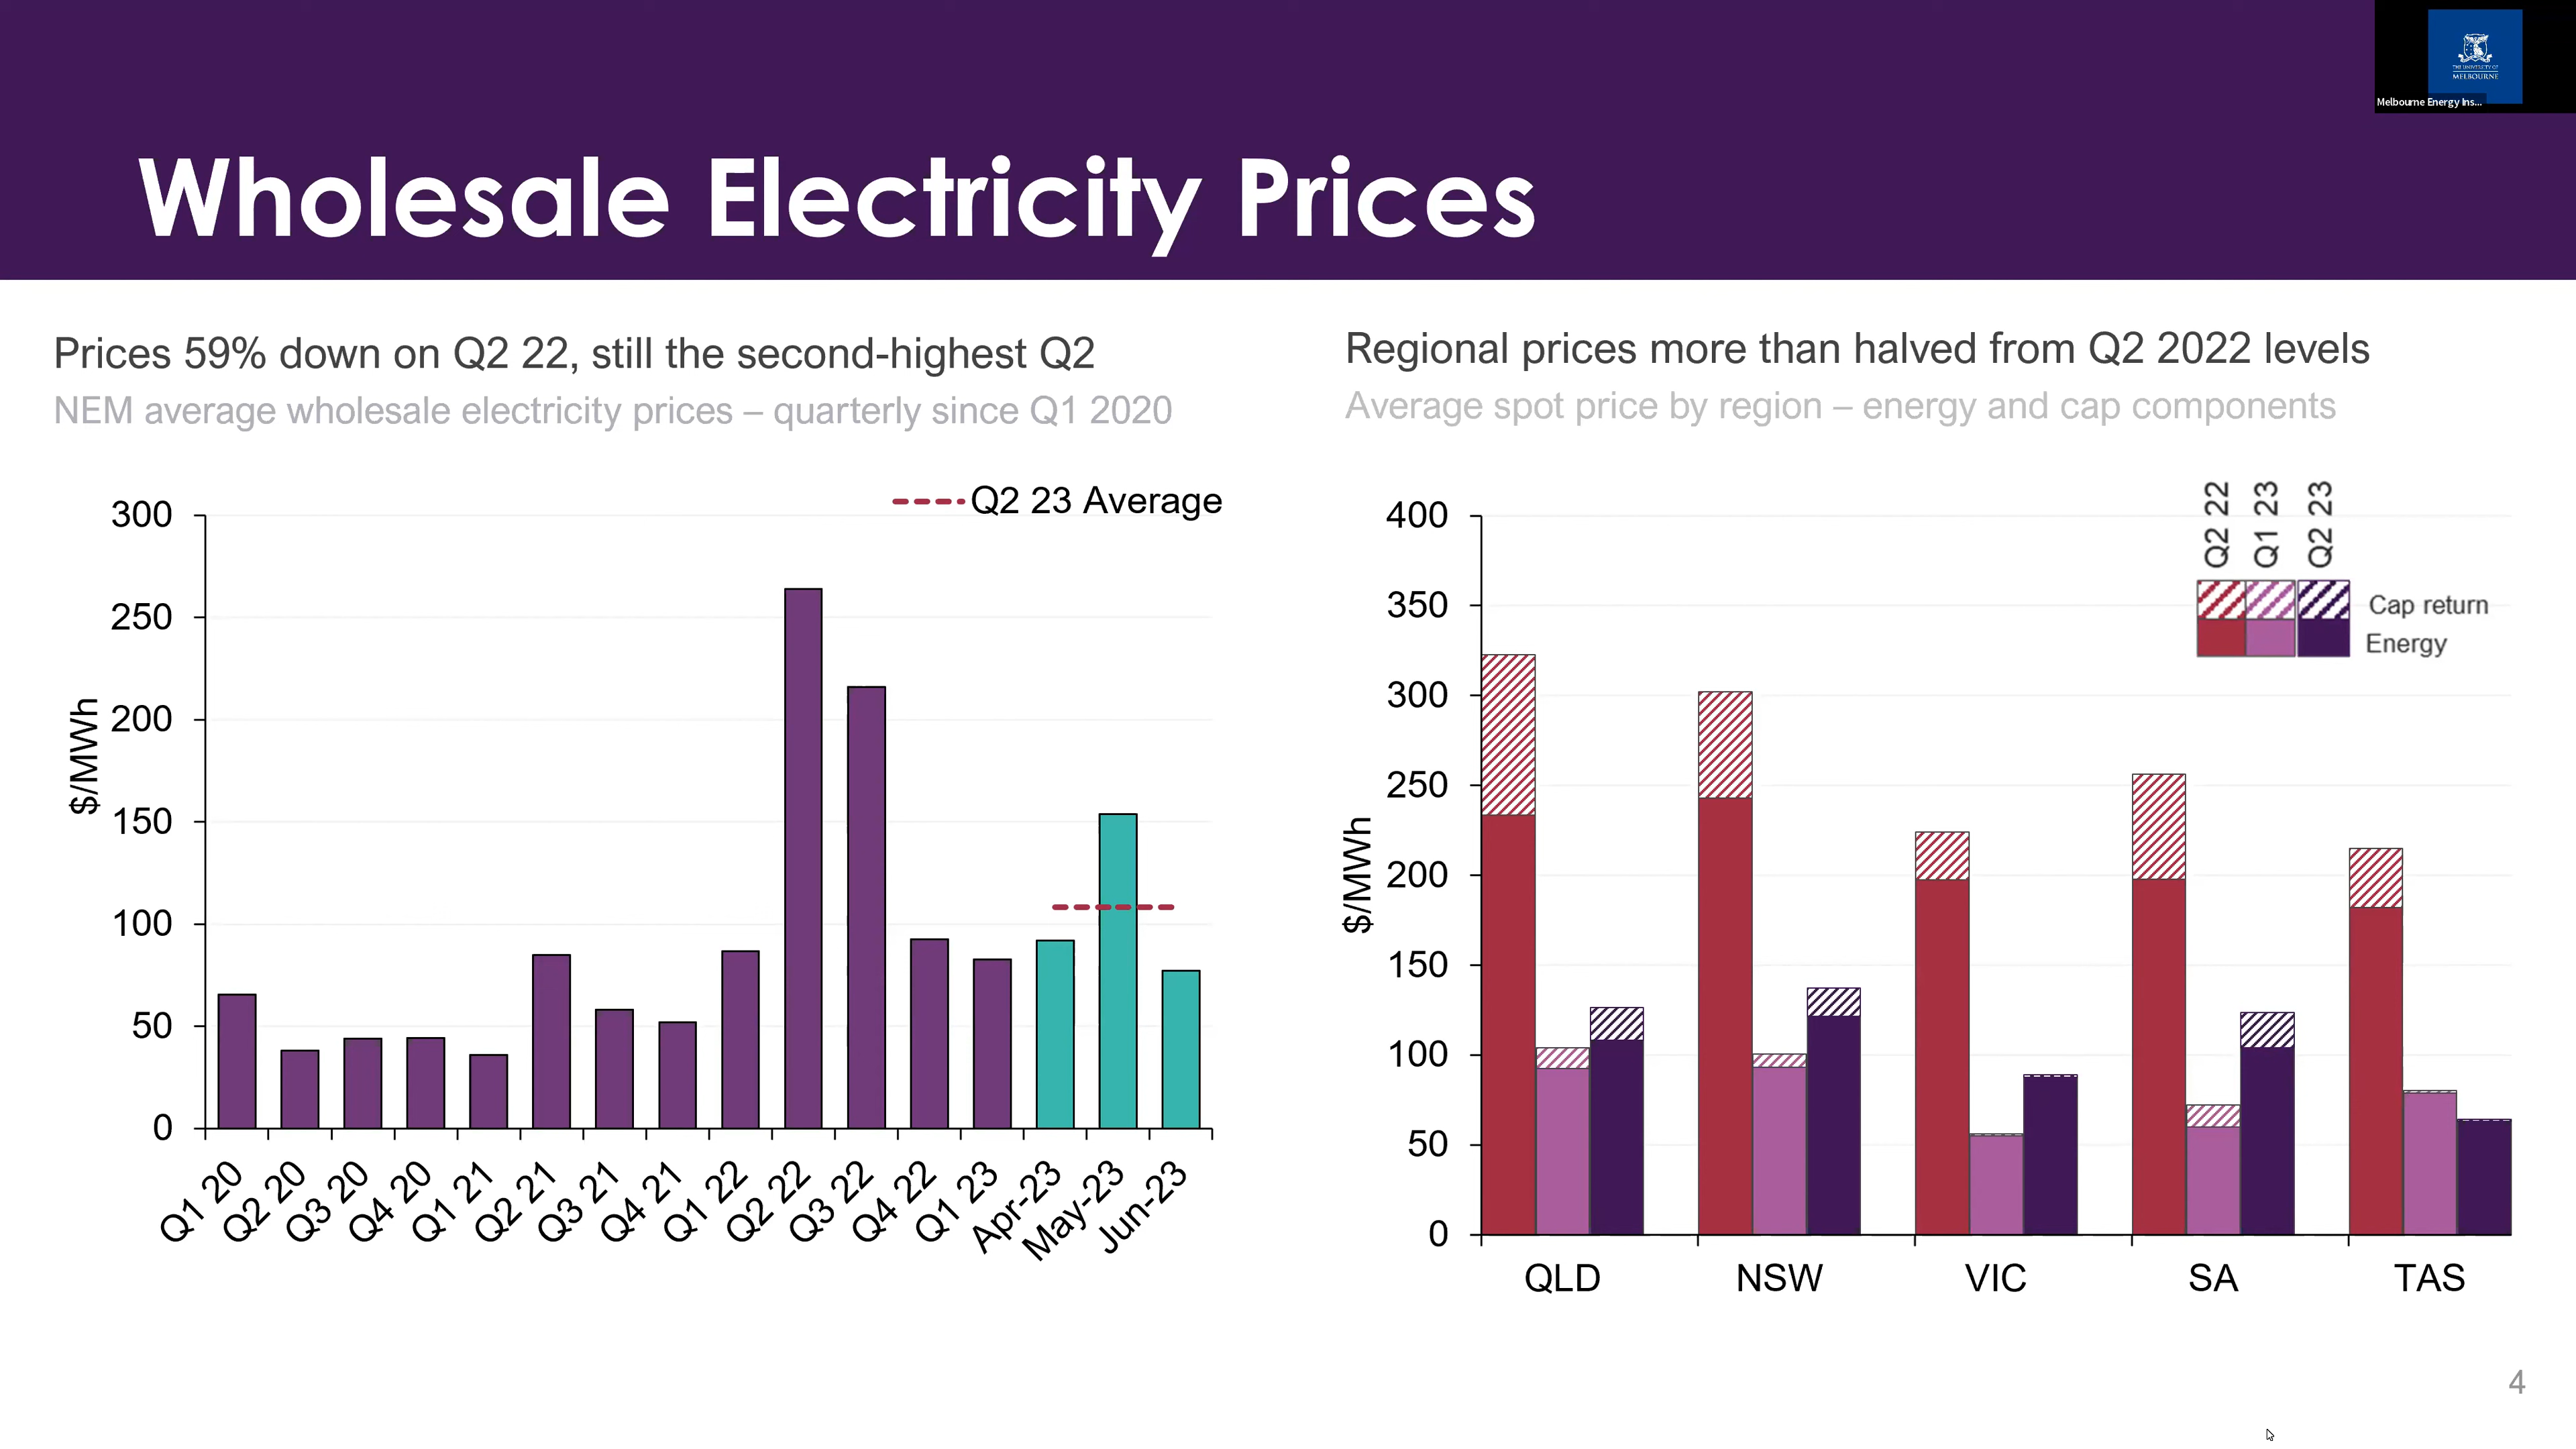 THE UNIVERSITY OF
MELBOURNE
Melbourne Energy Ins...
Wholesale Electricity Prices
Prices 59% down on Q2 22, still the second-highest Q2
NEM average wholesale electricity prices – quarterly since Q1 2020
Q2 23 Average
$/MWh
300
250
200
150
100
50
0
Q1 20
Q2 20
Q3 20
Q4 20
Q1 21
Q2 21
Q3 21
Q4 21
Q1 22
Q2 22
Q3 22
Q4 22
Q1 23
Apr-23
May-23
Jun-23
Regional prices more than halved from Q2 2022 levels
Average spot price by region – energy and cap components
Q2 22
Q1 23
Q2 23
Cap return
Energy
$/MWh
400
350
300
250
200
150
100
50
0
QLD
NSW
VIC
SA
TAS
4